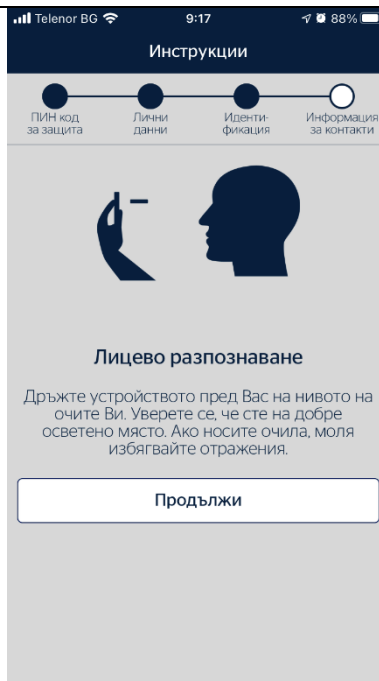 Telenor BG 9:17 88%
Инструкции
ПИН код Лични Иденти- Информация
за защита данни фикация за контакти
Лицево разпознаване
Дръжте устройството пред Вас на нивото на
очите Ви. Уверете се, че сте на добре
осветено място. Ако носите очила, моля
избягвайте отражения.
Продължи